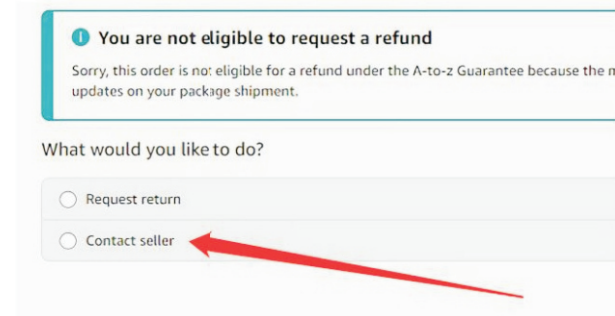 You are not eligible to request a refund
Sorry, this order is not eligible for a refund under the A-to-z Guarantee because the
updates on your package shipment.
What would you like to do?
Request return
Contact seller